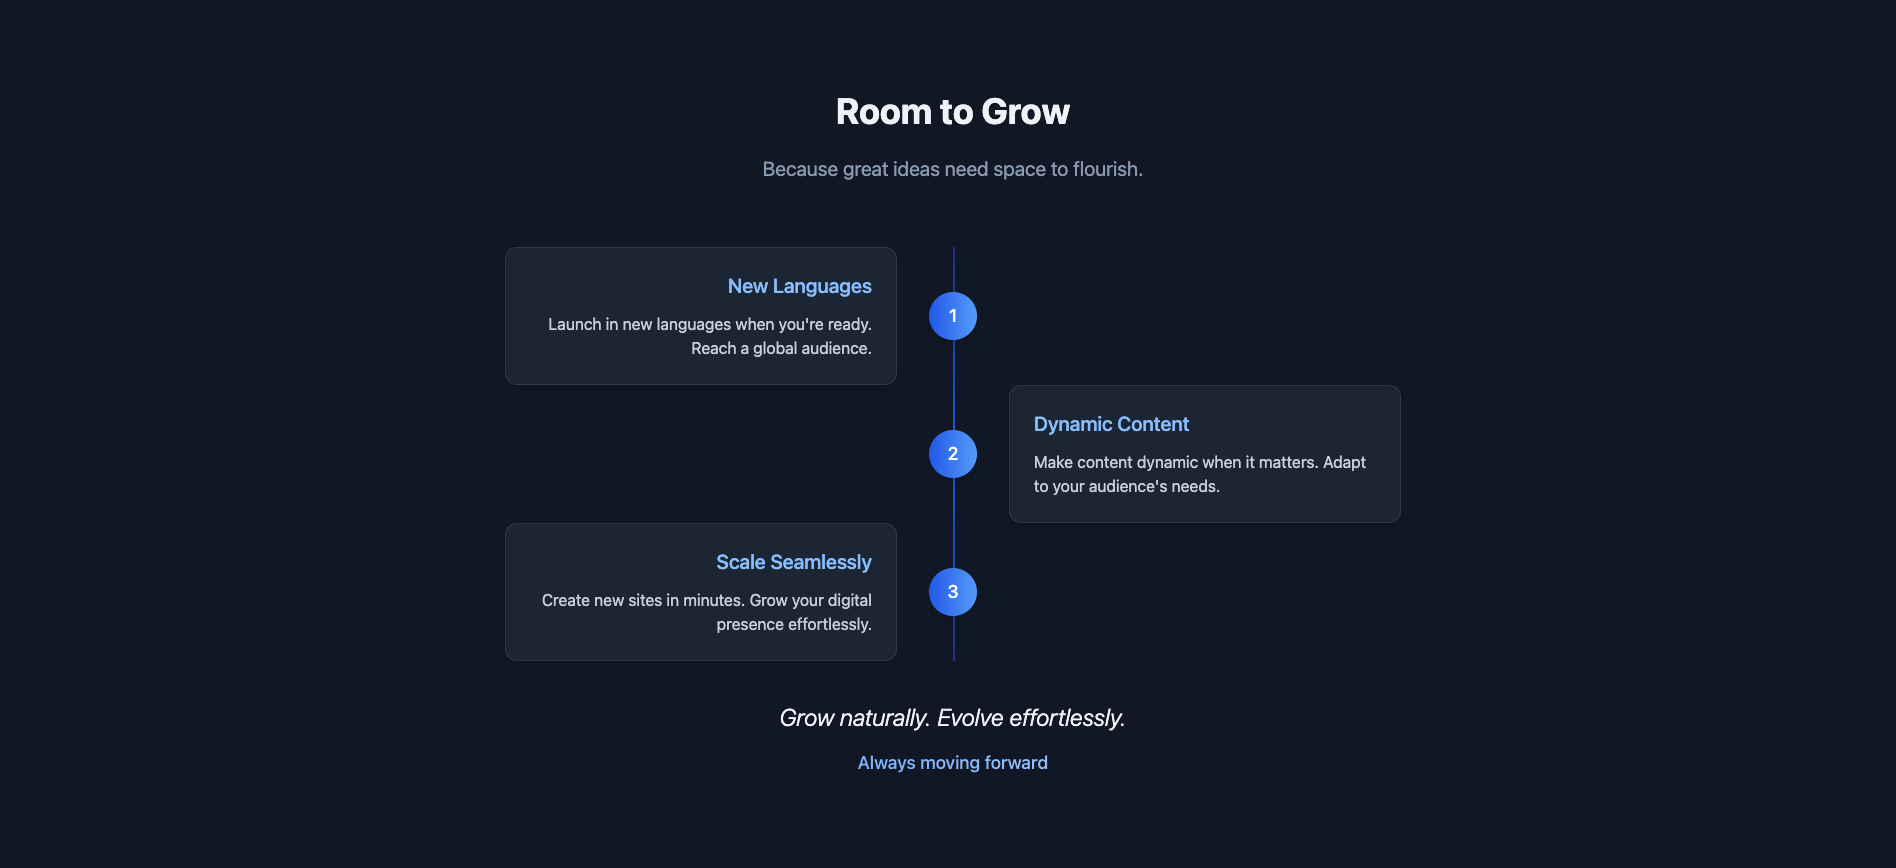 Room to Grow
Because great ideas need space to flourish.
New Languages
Launch in new languages when you're ready.
Reach a global audience.
1
2
Dynamic Content
Make content dynamic when it matters. Adapt
to your audience's needs.
Scale Seamlessly
Create new sites in minutes. Grow your digital
presence effortlessly.
3
Grow naturally. Evolve effortlessly.
Always moving forward